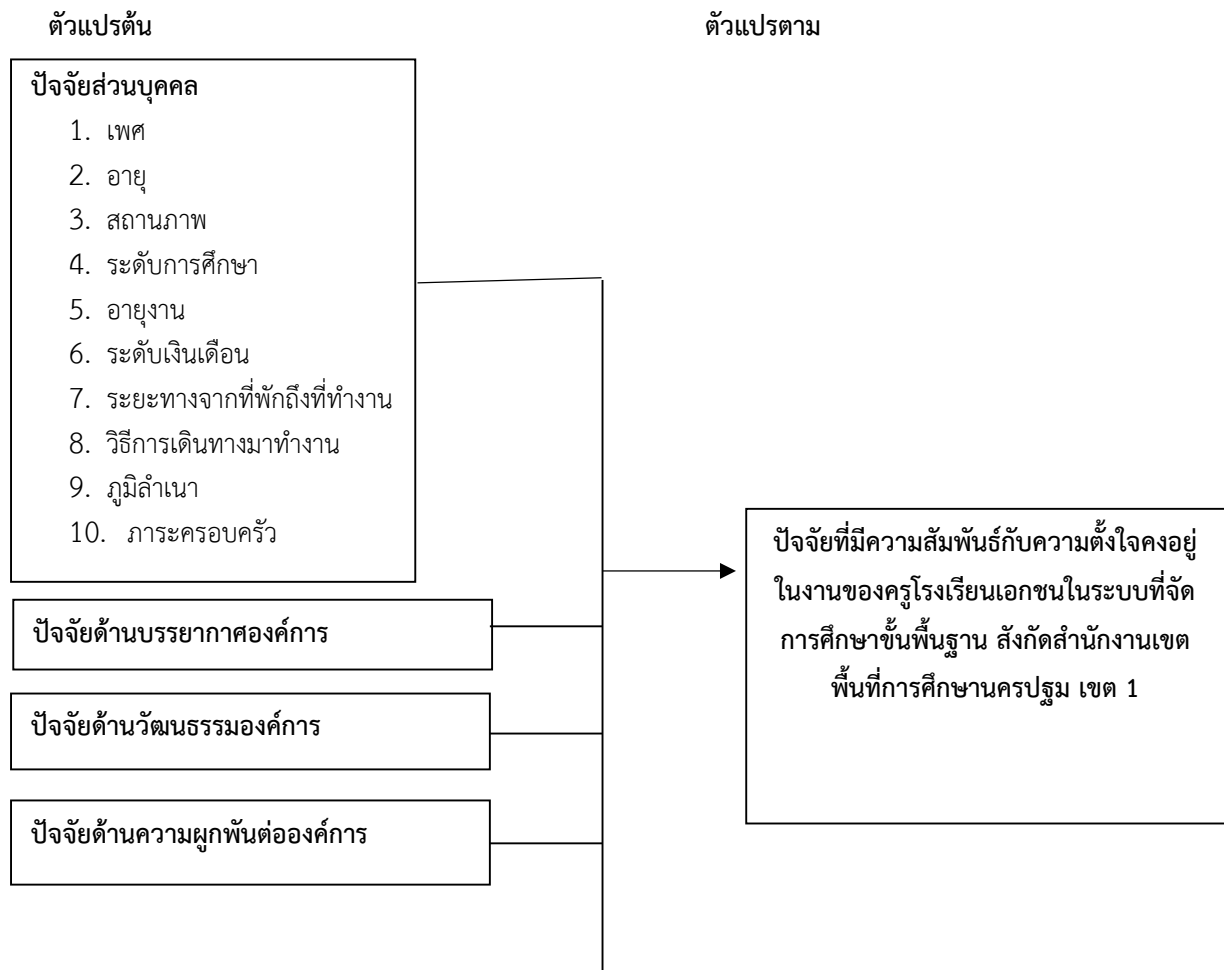 ตัวแปรต้น
ตัวแปรตาม
ปัจจัยส่วนบุคคล
1. เพศ
2. อายุ
3. สถานภาพ
4. ระดับการศึกษา
5. อายุงาน
6. ระดับเงินเดือน
7. ระยะทางจากที่พักถึงที่ทำงาน
8. วิธีการเดินทางมาทำงาน
9. ภูมิลำเนา
10. ภาระครอบครัว
ปัจจัยด้านบรรยากาศองค์การ
ปัจจัยด้านวัฒนธรรมองค์การ
ปัจจัยด้านความผูกพันต่อองค์การ
ปัจจัยที่มีความสัมพันธ์กับความตั้งใจคงอยู่
ในงานของครูโรงเรียนเอกชนในระบบที่จัด
การศึกษาขั้นพื้นฐาน สังกัดสำนักงานเขต
พื้นที่การศึกษานครปฐม เขต 1